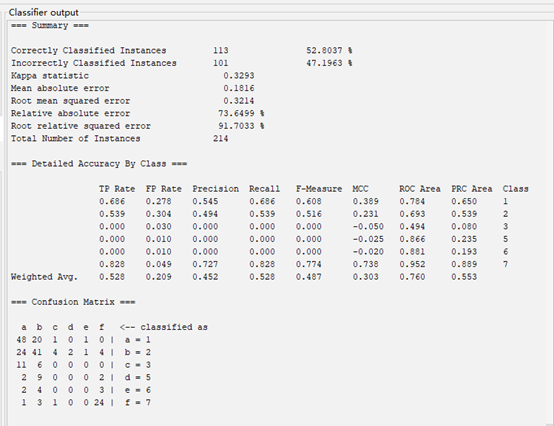 Classifier output
=== Summary ===
Correctly Classified Instances 113 52.8037 %
Incorrectly Classified Instances 101 47.1963 %
Kappa statistic 0.3293
Mean absolute error 0.1816
Root mean squared error 0.3214
Relative absolute error 73.6499 %
Root relative squared error 91.7033 %
Total Number of Instances 214
=== Detailed Accuracy By Class ===
TP Rate FP Rate Precision Recall F-Measure MCC ROC Area PRC Area Class
0.686 0.278 0.545 0.686 0.608 0.389 0.784 0.650 1
0.539 0.304 0.494 0.539 0.516 0.231 0.693 0.539 2
0.000 0.030 0.000 0.000 0.000 -0.050 0.494 0.080 3
0.000 0.010 0.000 0.000 0.000 -0.025 0.866 0.235 5
0.000 0.010 0.000 0.000 0.000 -0.020 0.881 0.193 6
0.828 0.049 0.727 0.828 0.774 0.738 0.952 0.889 7
Weighted Avg. 0.528 0.209 0.452 0.528 0.487 0.303 0.760 0.553
=== Confusion Matrix ===
a b c d e f <-- classified as
48 20 1 0 1 0 | a = 1
24 41 4 2 1 4 | b = 2
11 6 0 0 0 0 | c = 3
2 9 0 0 0 2 | d = 5
2 4 0 0 0 3 | e = 6
1 3 1 0 0 24 | f = 7